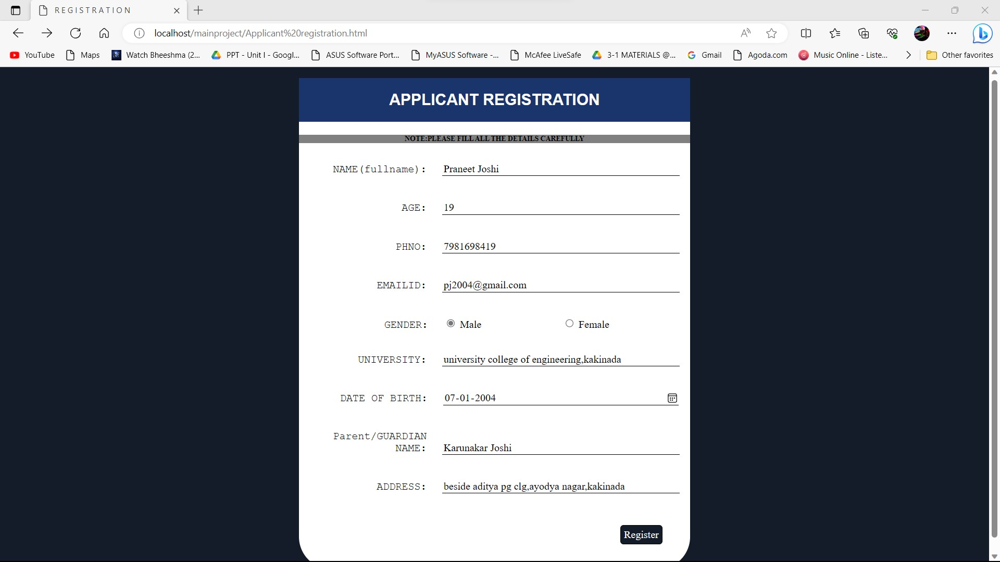 REGISTRATION
localhost/mainproject/Applicant%20registration.html
YouTube Maps Watch Bheeshma (2... PPT - Unit I - Googl... ASUS Software Port... MyASUS Software -... McAfee LiveSafe 3-1 MATERIALS @... Gmail Agoda.com Music Online - Liste... Other favorites
APPLICANT REGISTRATION
NOTE:PLEASE FILL ALL THE DETAILS CAREFULLY
NAME(fullname): Praneet Joshi
AGE: 19
PHNO: 7981698419
EMAILID: pj2004@gmail.com
GENDER: Male Female
UNIVERSITY: university college of engineering,kakinada
DATE OF BIRTH: 07-01-2004
Parent/GUARDIAN
NAME: Karunakar Joshi
ADDRESS: beside aditya pg clg,ayodya nagar,kakinada
Register